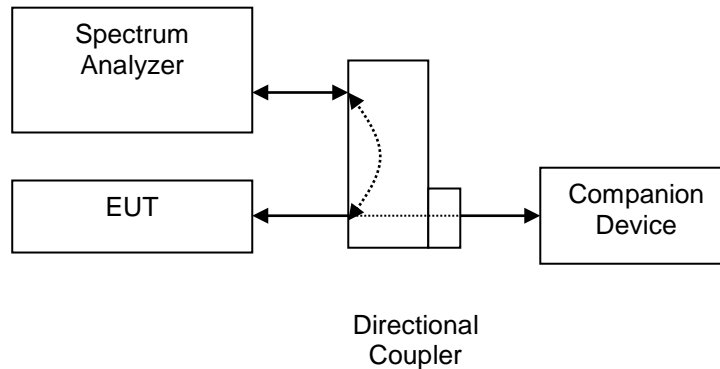 Spectrum
Analyzer
EUT
Companion
Device
Directional
Coupler